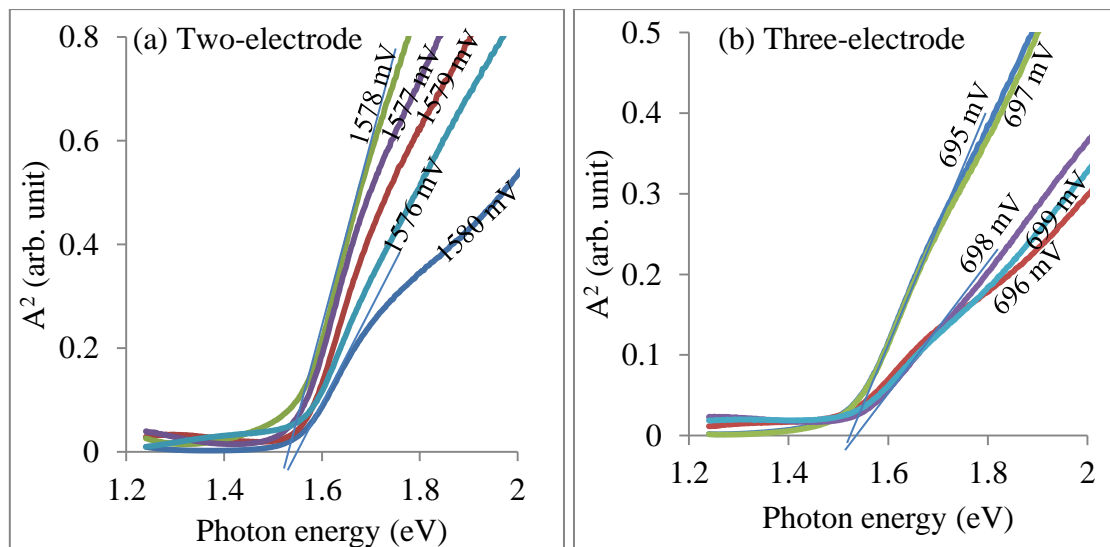 (a) Two-electrode
A² (arb. unit)
0.8
0.6
0.4
0.2
0
1578 mV
1577 mV
1579 mV
1576 mV
1580 mV
1.2 1.4 1.6 1.8 2
Photon energy (eV)
(b) Three-electrode
A² (arb. unit)
0.5
0.4
0.3
0.2
0.1
0
695 mV
697 mV
698 mV
699 mV
696 mV
1.2 1.4 1.6 1.8 2
Photon energy (eV)